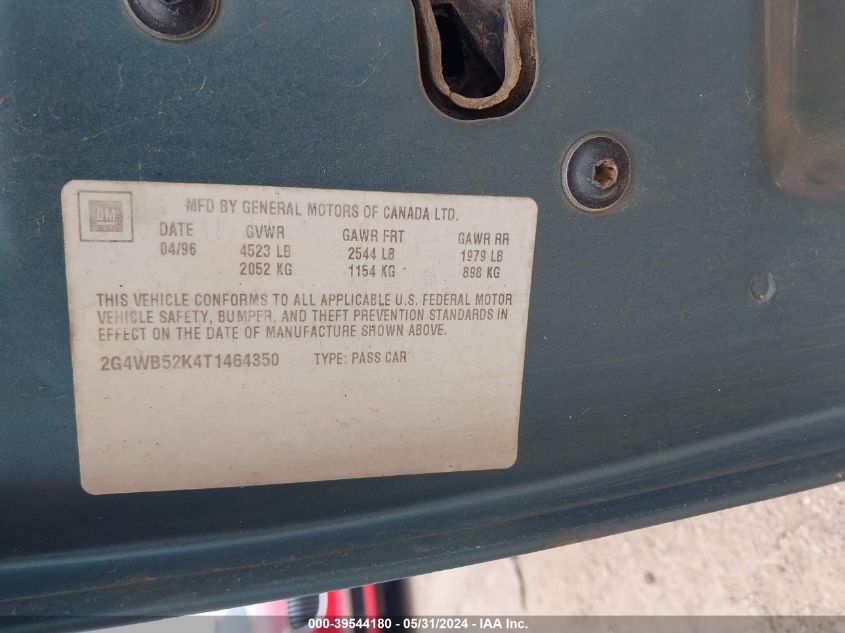 GM
MFD BY GENERAL MOTORS OF CANADA LTD.
DATE GVWR GAWR FRT GAWR RR
04/96 4523 LB 2544 LB 1979 LB
2052 KG 1154 KG 898 KG
THIS VEHICLE CONFORMS TO ALL APPLICABLE U.S. FEDERAL MOTOR
VEHICLE SAFETY, BUMPER, AND THEFT PREVENTION STANDARDS IN
EFFECT ON THE DATE OF MANUFACTURE SHOWN ABOVE.
2G4WB52K4T1464350 TYPE: PASS CAR
000-39544180 - 05/31/2024 - IAA Inc.